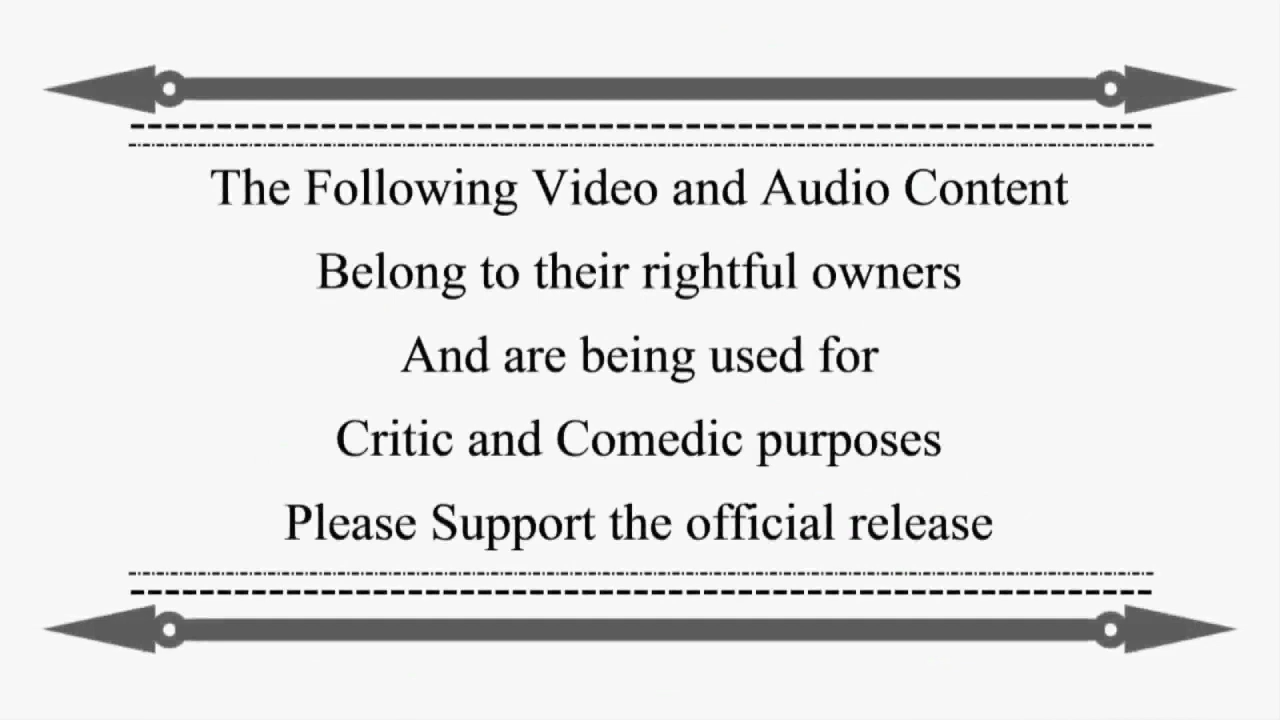 The Following Video and Audio Content
Belong to their rightful owners
And are being used for
Critic and Comedic purposes
Please Support the official release